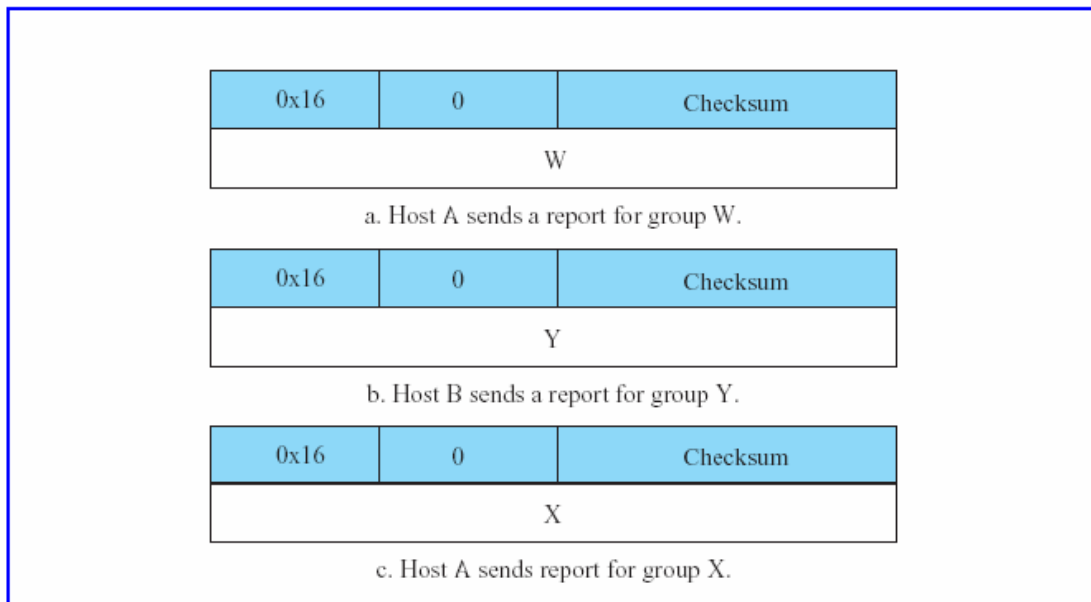 0x16 0 Checksum
W
a. Host A sends a report for group W.
0x16 0 Checksum
Y
b. Host B sends a report for group Y.
0x16 0 Checksum
X
c. Host A sends report for group X.